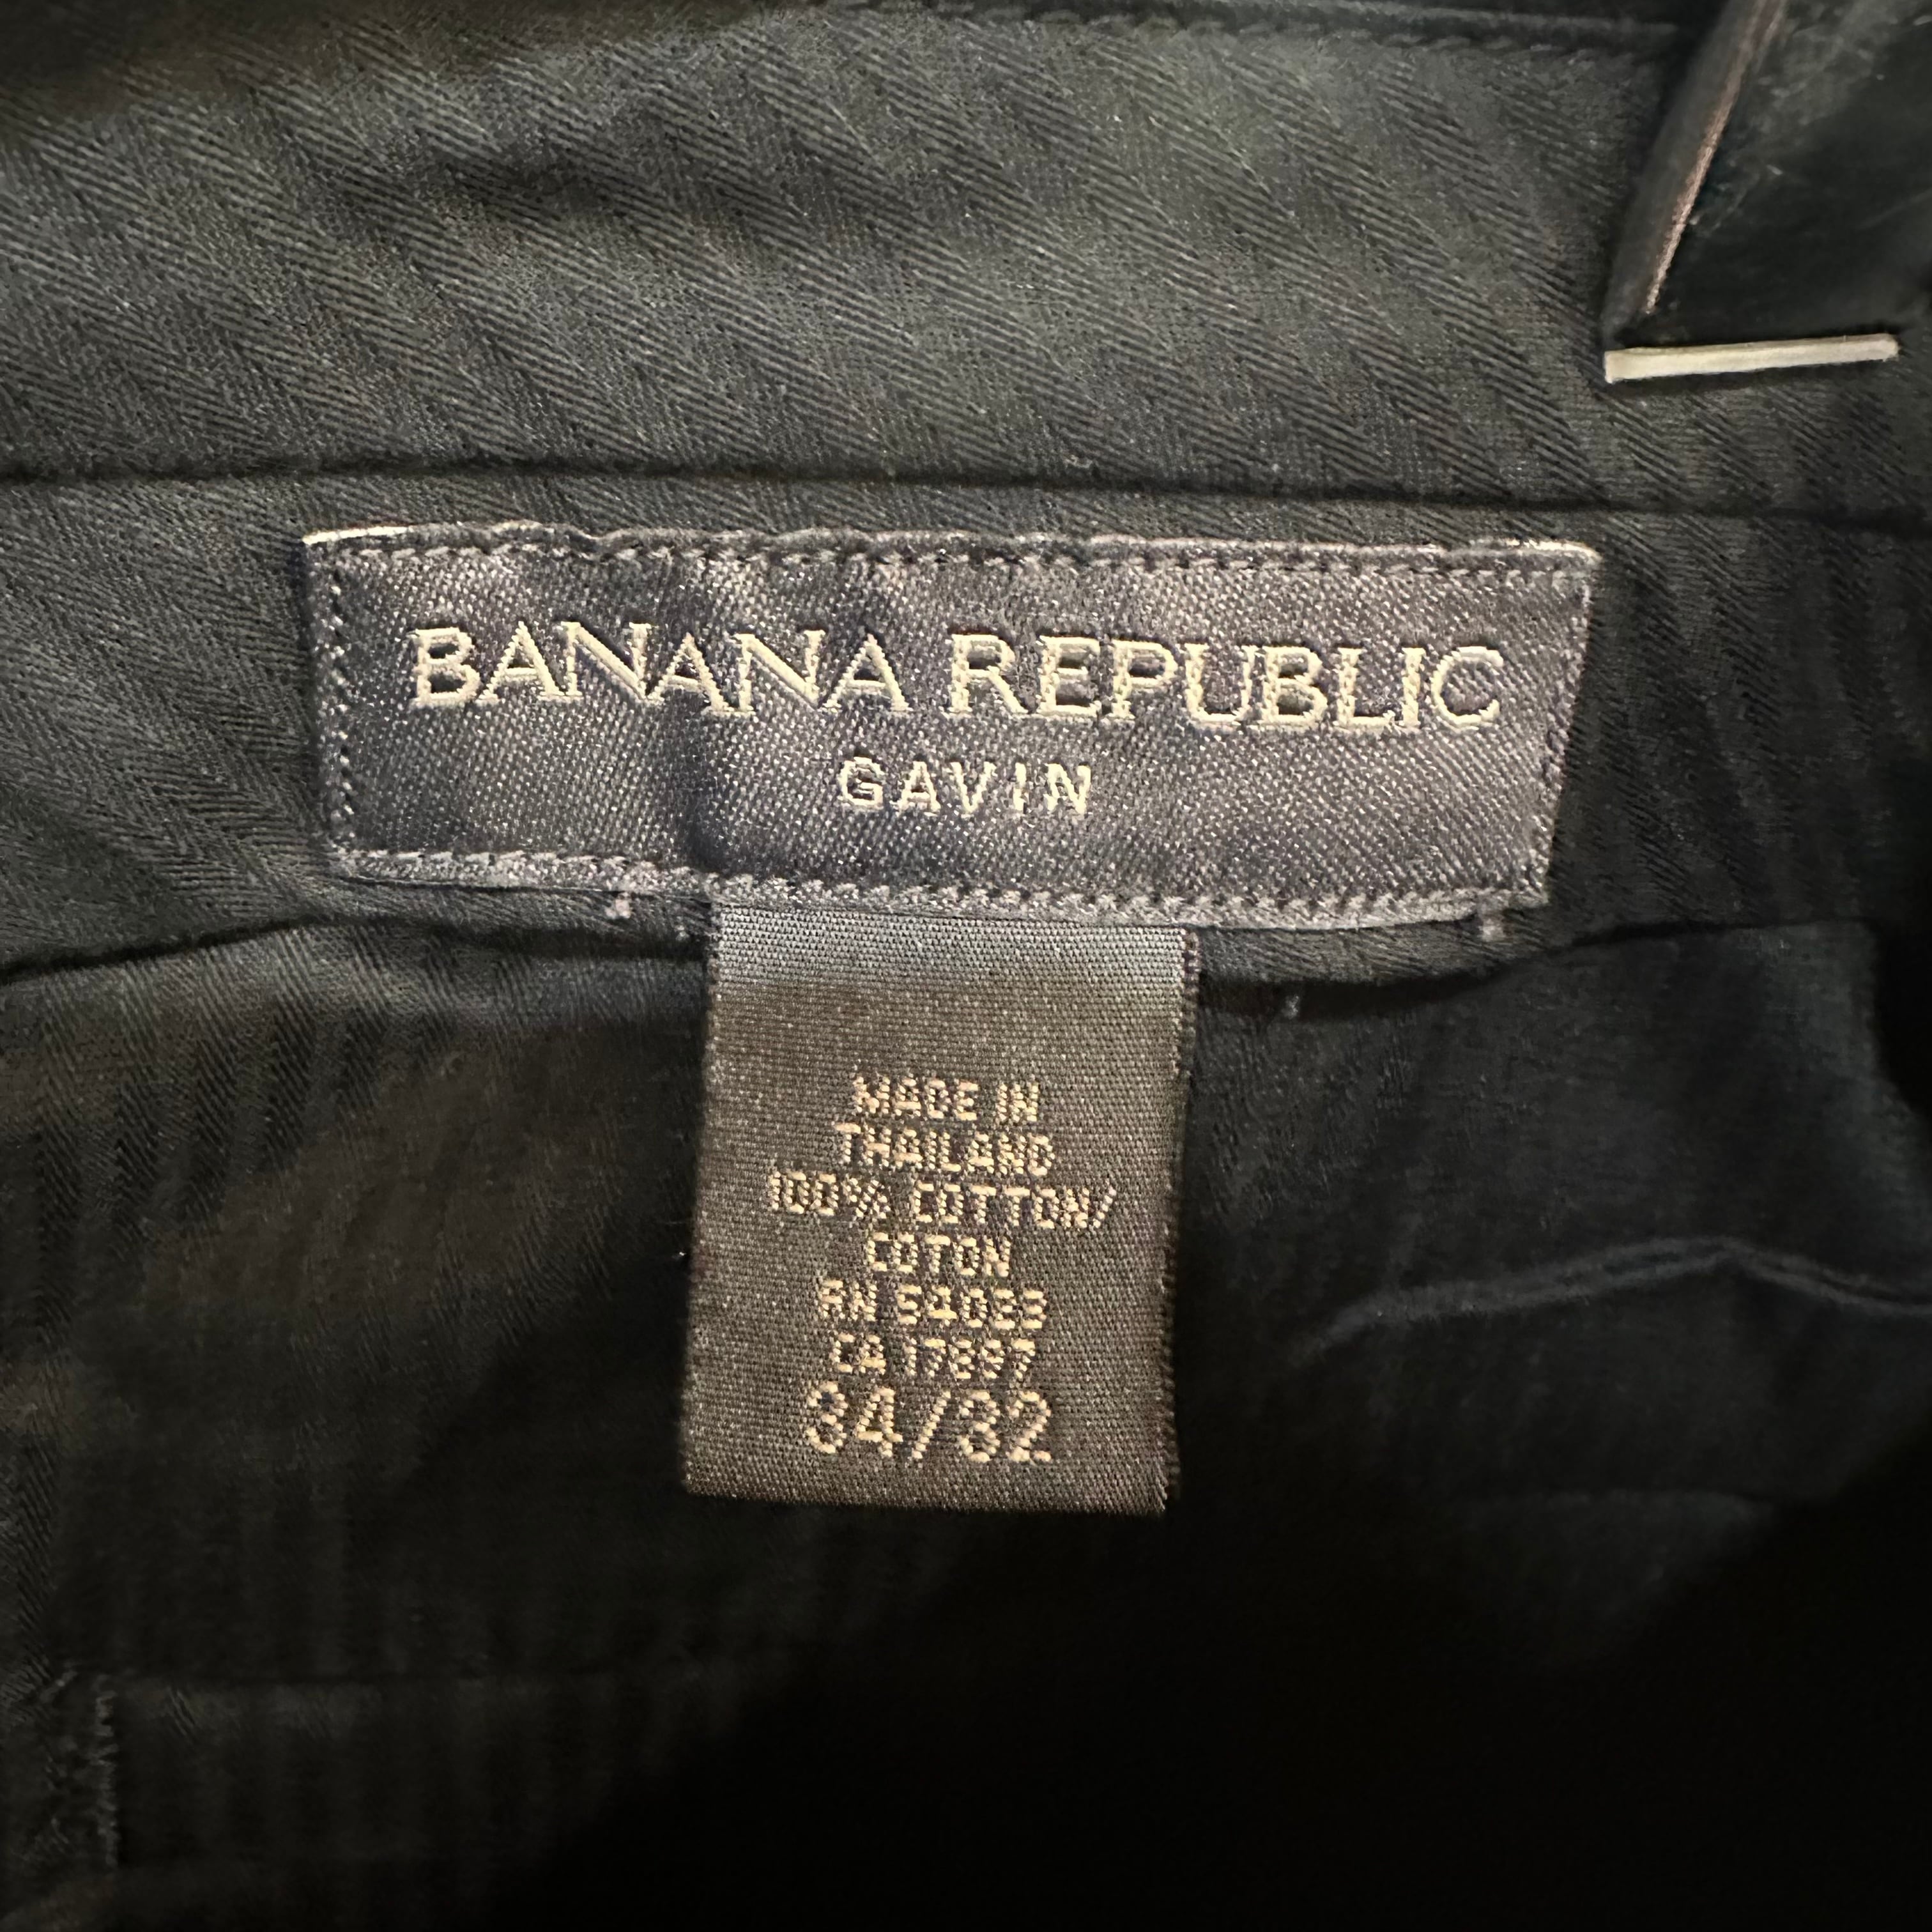 BANANA REPUBLIC
GAVIN
MADE IN
THAILAND
100% COTTON/
COTON
RN 54023
CA 17897
34/32